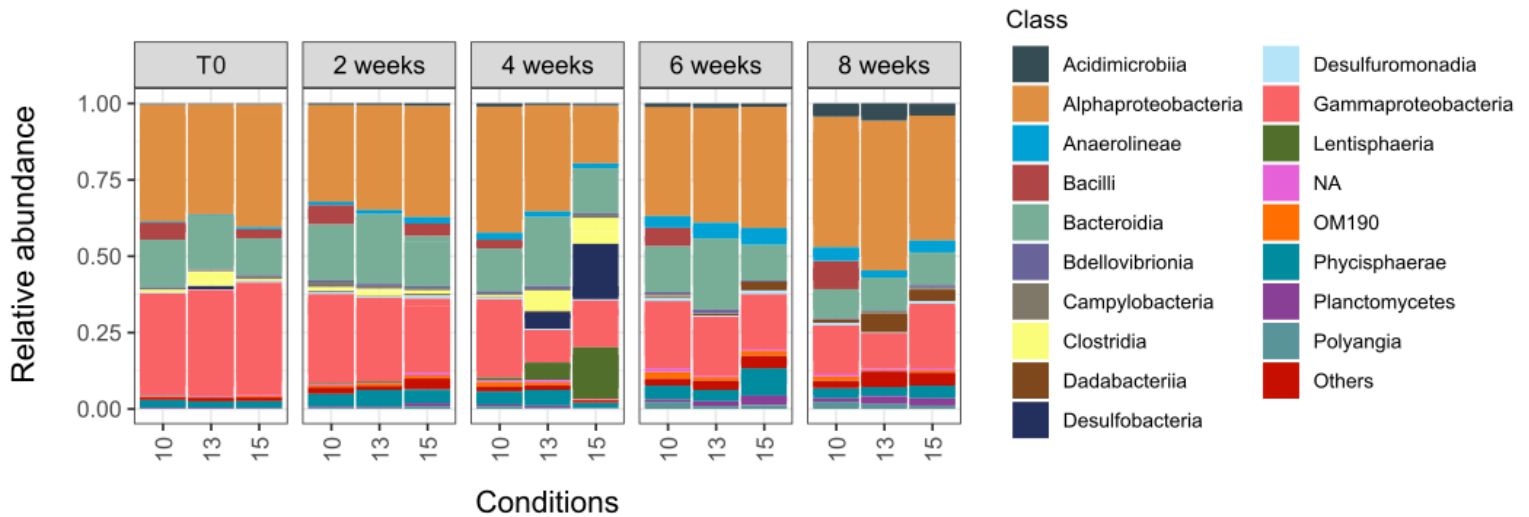 Class
T0 2 weeks 4 weeks 6 weeks 8 weeks
Relative abundance
1.00
0.75
0.50
0.25
0.00
10 13 15 10 13 15 10 13 15 10 13 15 10 13 15
Conditions
Acidimicrobiia
Alphaproteobacteria
Anaerolineae
Bacilli
Bacteroidia
Bdellovibrionia
Campylobacteria
Clostridia
Dadabacteriia
Desulfobacteria
Desulfuromonadia
Gammaproteobacteria
Lentisphaeria
NA
OM190
Phycisphaerae
Planctomycetes
Polyangia
Others